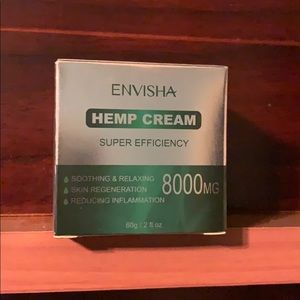 ENVISHA
HEMP CREAM
SUPER EFFICIENCY
SOOTHING & RELAXING
SKIN REGENERATION
REDUCING INFLAMMATION
8000MG
60g / 2 fl oz